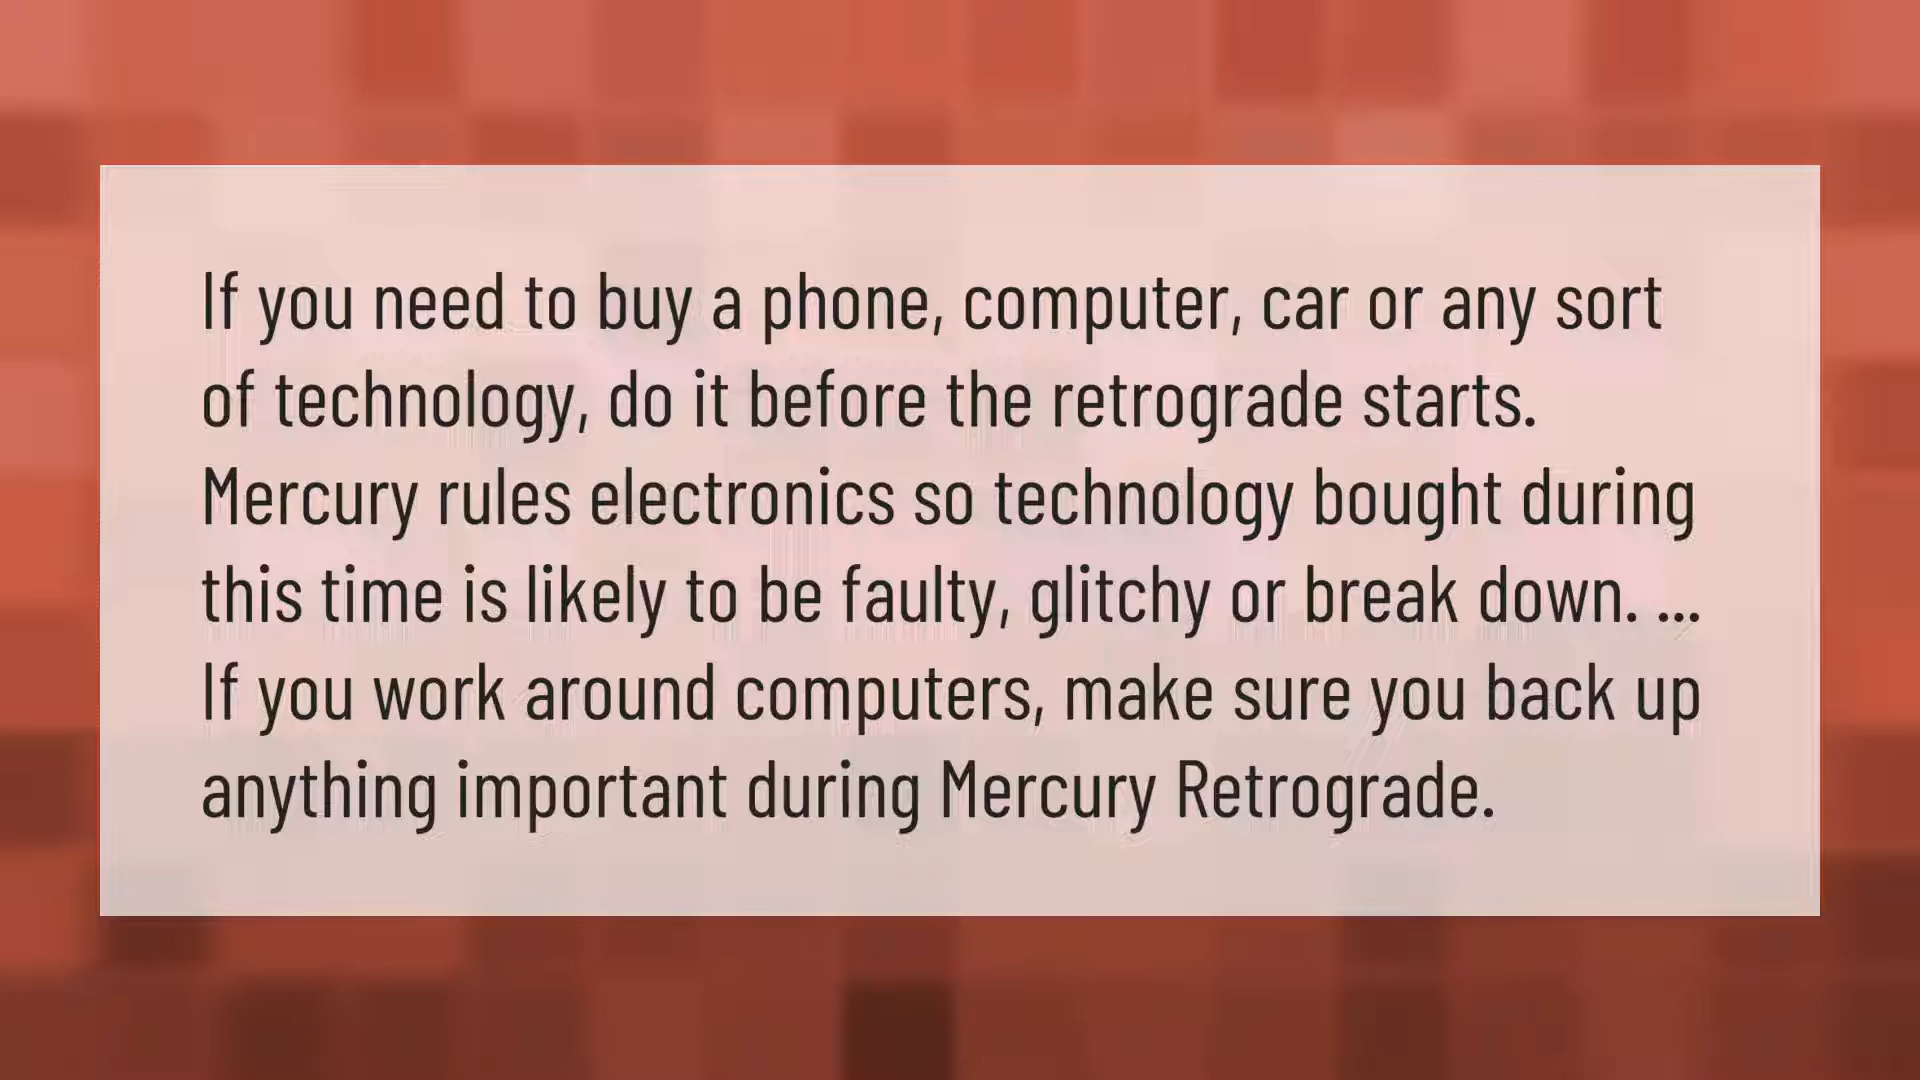 If you need to buy a phone, computer, car or any sort
of technology, do it before the retrograde starts.
Mercury rules electronics so technology bought during
this time is likely to be faulty, glitchy or break down. ...
If you work around computers, make sure you back up
anything important during Mercury Retrograde.